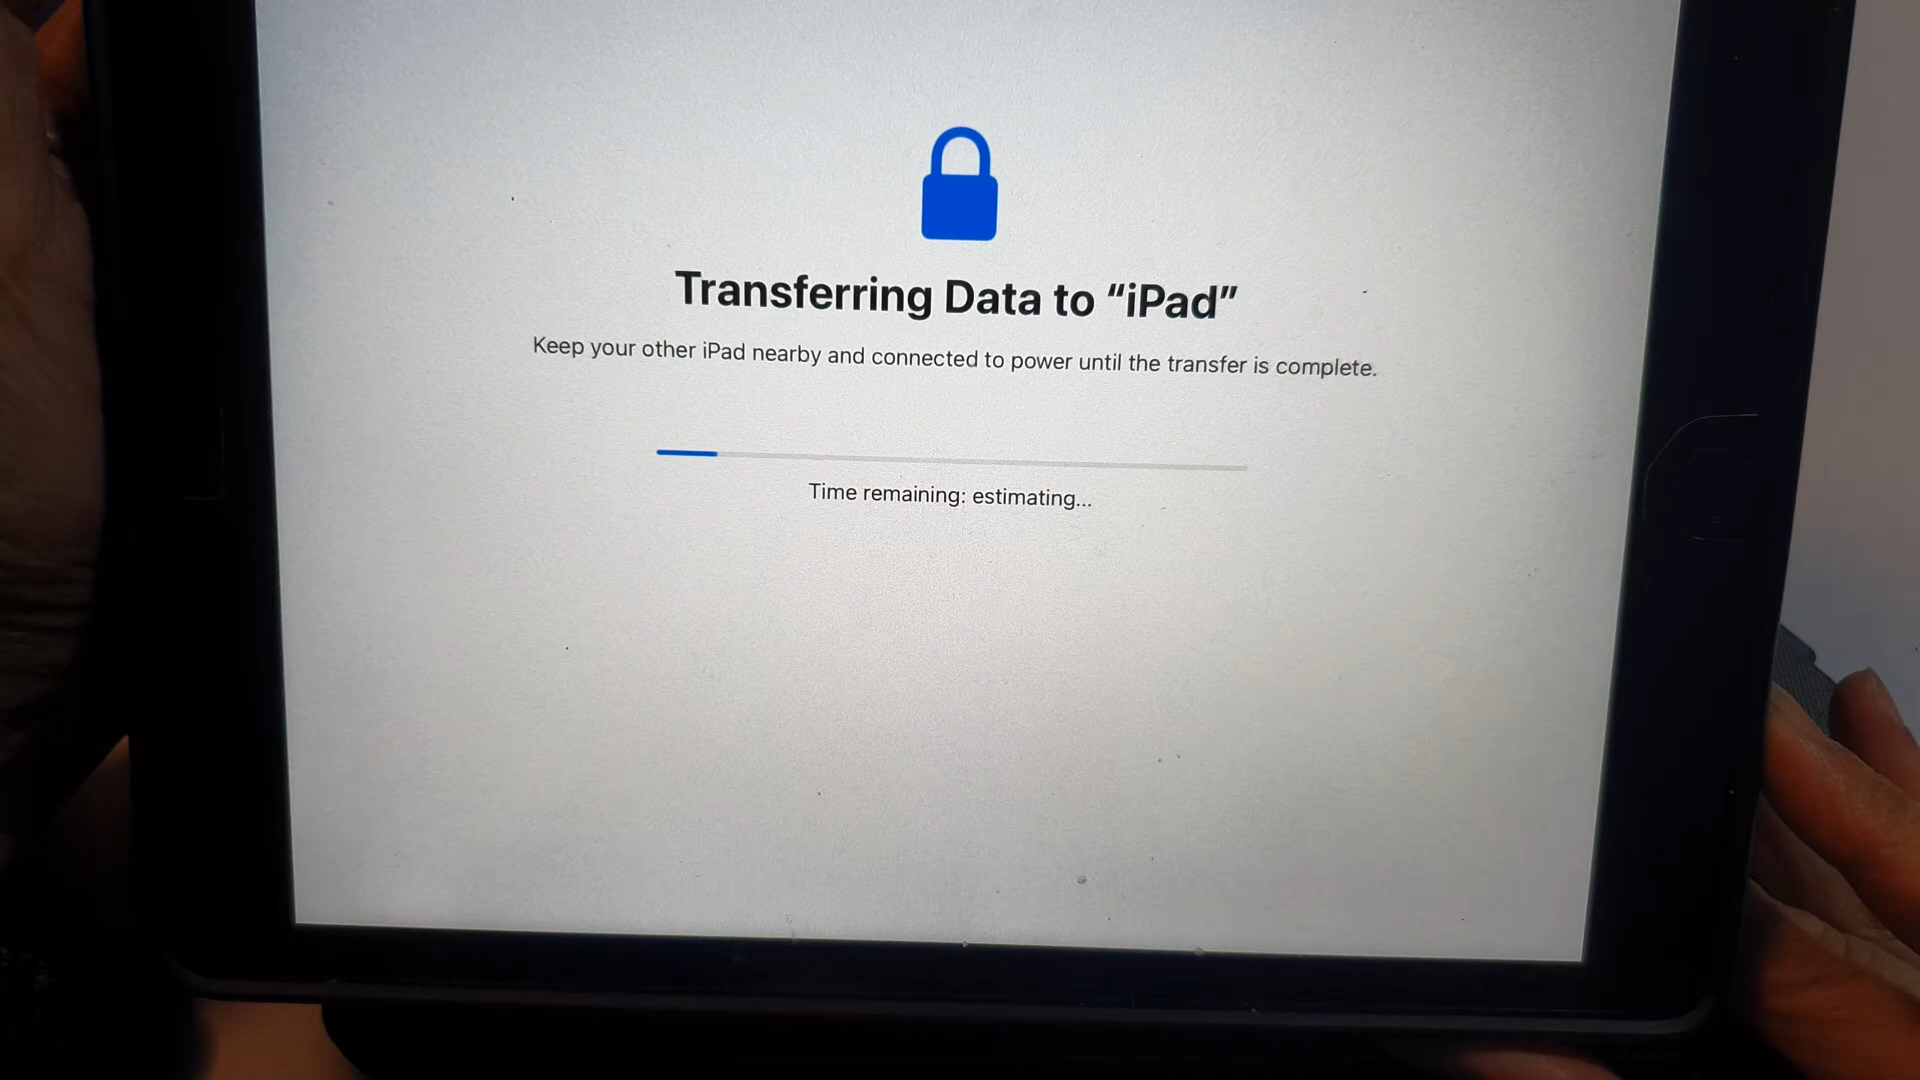 Transferring Data to “iPad”
Keep your other iPad nearby and connected to power until the transfer is complete.
Time remaining: estimating...